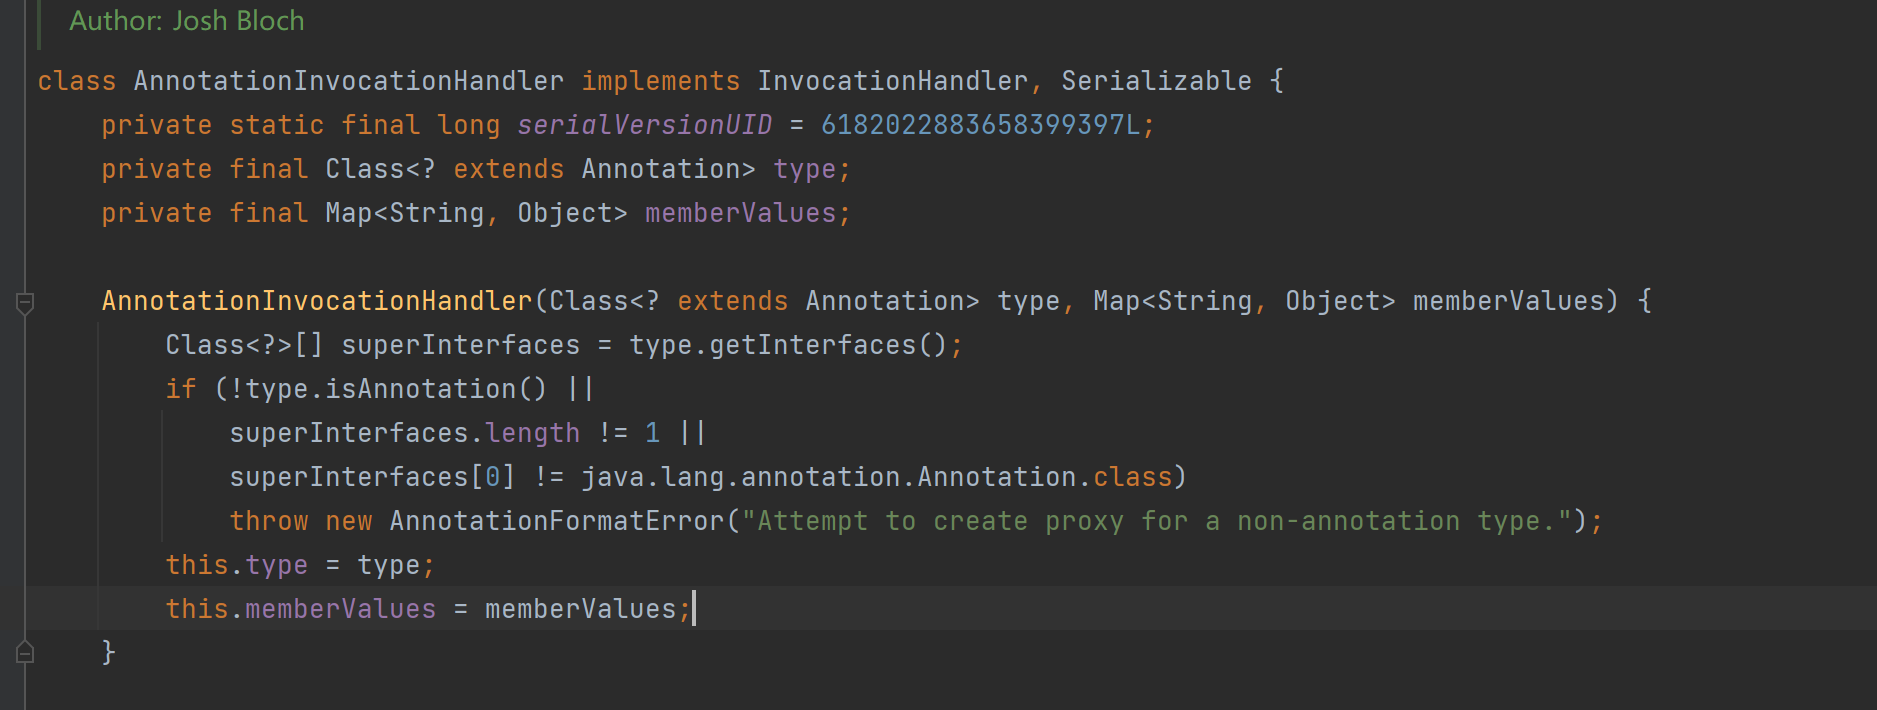 Author: Josh Bloch
class AnnotationInvocationHandler implements InvocationHandler, Serializable {
    private static final long serialVersionUID = 6182022883658399397L;
    private final Class<? extends Annotation> type;
    private final Map<String, Object> memberValues;

    AnnotationInvocationHandler(Class<? extends Annotation> type, Map<String, Object> memberValues) {
        Class<?>[] superInterfaces = type.getInterfaces();
        if (!type.isAnnotation() ||
            superInterfaces.length != 1 ||
            superInterfaces[0] != java.lang.annotation.Annotation.class)
            throw new AnnotationFormatError("Attempt to create proxy for a non-annotation type.");
        this.type = type;
        this.memberValues = memberValues;
    }